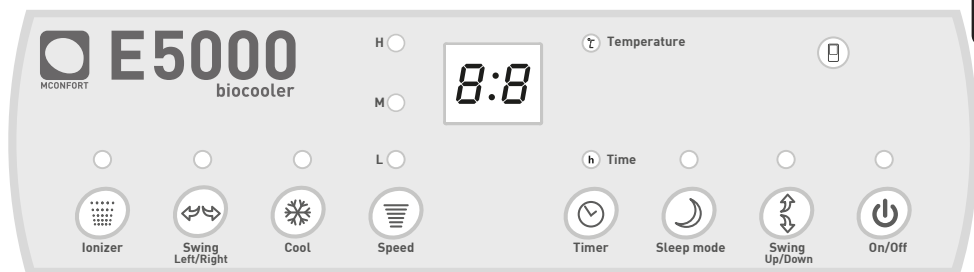 E5000
MCONFORT
biocooler
H
M
L
8:8
℃ Temperature
h Time
Ionizer
Swing
Left/Right
Cool
Speed
Timer
Sleep mode
Swing
Up/Down
On/Off